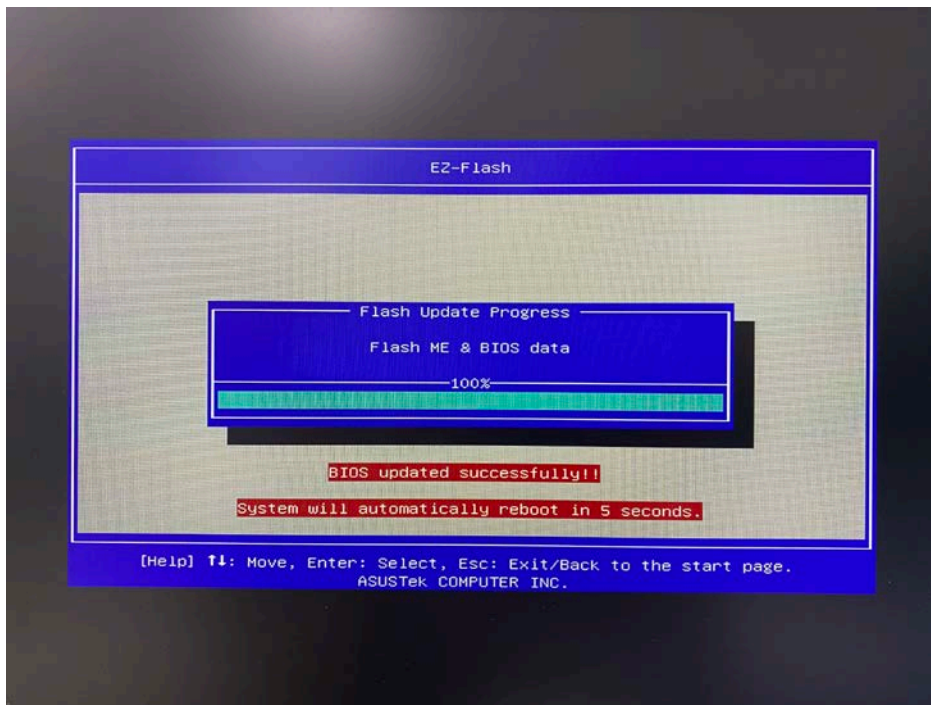 EZ-Flash
Flash Update Progress
Flash ME & BIOS data
100%
BIOS updated successfully!!
System will automatically reboot in 5 seconds.
[Help] ↑↓: Move, Enter: Select, Esc: Exit/Back to the start page.
ASUSTek COMPUTER INC.